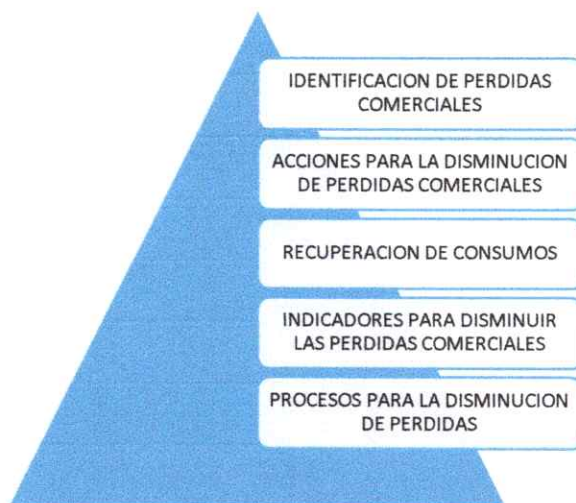 IDENTIFICACION DE PERDIDAS
COMERCIALES
ACCIONES PARA LA DISMINUCION
DE PERDIDAS COMERCIALES
RECUPERACION DE CONSUMOS
INDICADORES PARA DISMINUIR
LAS PERDIDAS COMERCIALES
PROCESOS PARA LA DISMINUCION
DE PERDIDAS